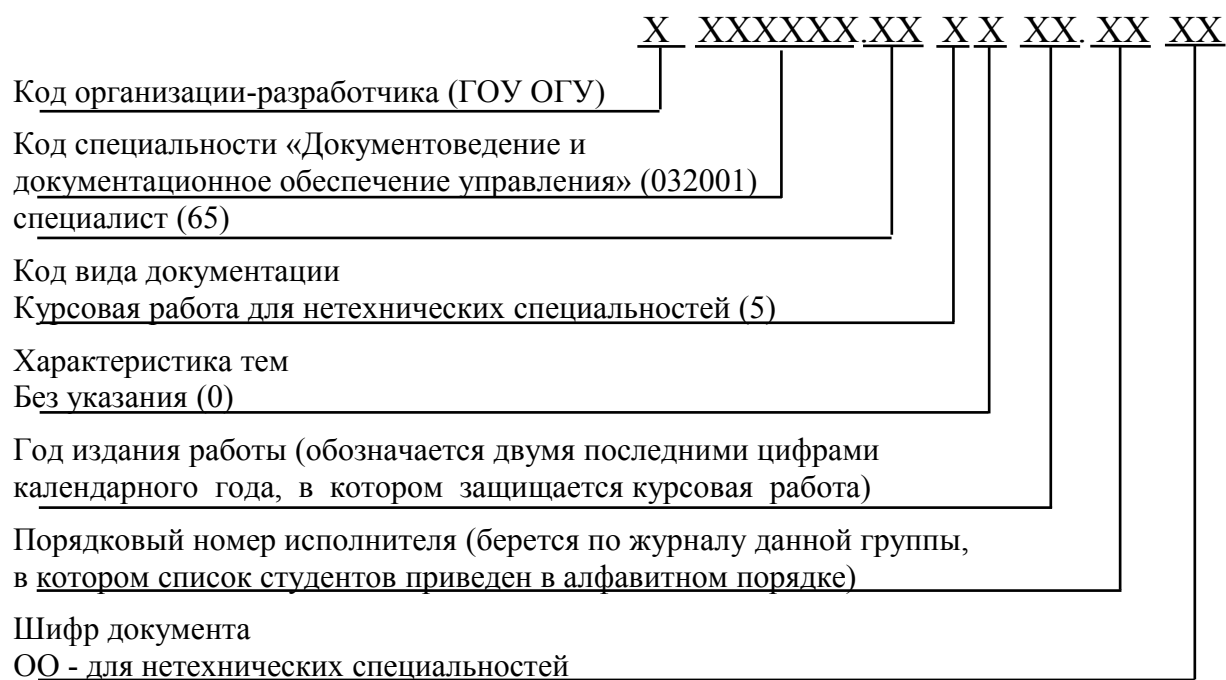 Х ХХХХХХ.ХХ Х Х ХХ. ХХ ХХ
Код организации-разработчика (ГОУ ОГУ)
Код специальности «Документоведение и
документационное обеспечение управления» (032001)
специалист (65)
Код вида документации
Курсовая работа для нетехнических специальностей (5)
Характеристика тем
Без указания (0)
Год издания работы (обозначается двумя последними цифрами
календарного года, в котором защищается курсовая работа)
Порядковый номер исполнителя (берется по журналу данной группы,
в котором список студентов приведен в алфавитном порядке)
Шифр документа
ОО - для нетехнических специальностей